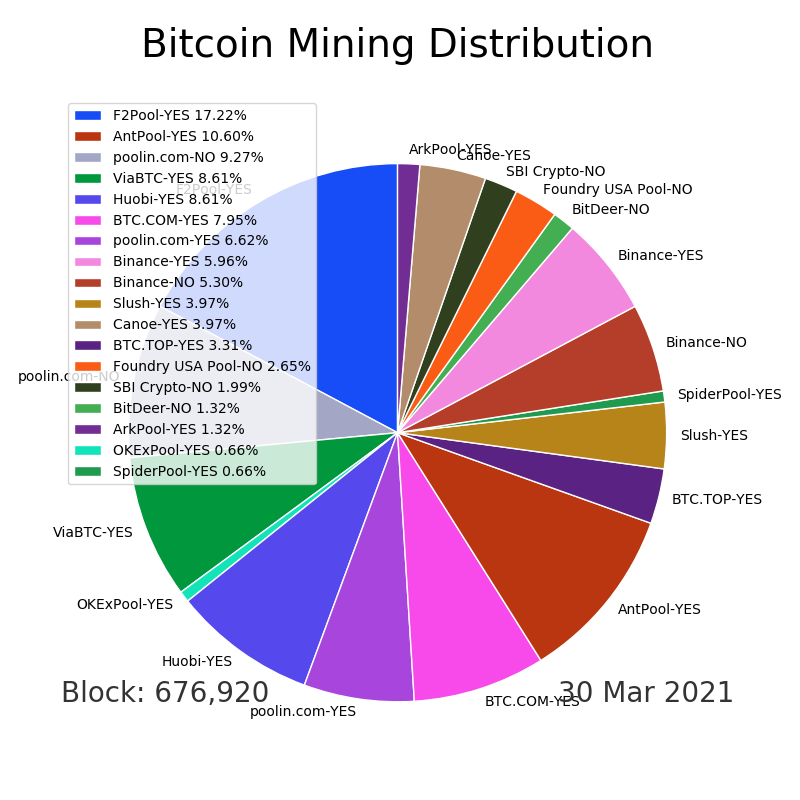 Bitcoin Mining Distribution
F2Pool-YES 17.22%
AntPool-YES 10.60%
poolin.com-NO 9.27%
ViaBTC-YES 8.61%
Huobi-YES 8.61%
BTC.COM-YES 7.95%
poolin.com-YES 6.62%
Binance-YES 5.96%
Binance-NO 5.30%
Slush-YES 3.97%
Canoe-YES 3.97%
BTC.TOP-YES 3.31%
Foundry USA Pool-NO 2.65%
SBI Crypto-NO 1.99%
BitDeer-NO 1.32%
ArkPool-YES 1.32%
OKExPool-YES 0.66%
SpiderPool-YES 0.66%
ArkPool-YES
Canoe-YES
SBI Crypto-NO
Foundry USA Pool-NO
BitDeer-NO
Binance-YES
Binance-NO
SpiderPool-YES
Slush-YES
BTC.TOP-YES
AntPool-YES
BTC.COM-YES
poolin.com-YES
Huobi-YES
OKExPool-YES
ViaBTC-YES
poolin.com-NO
F2Pool-YES
Block: 676,920
30 Mar 2021